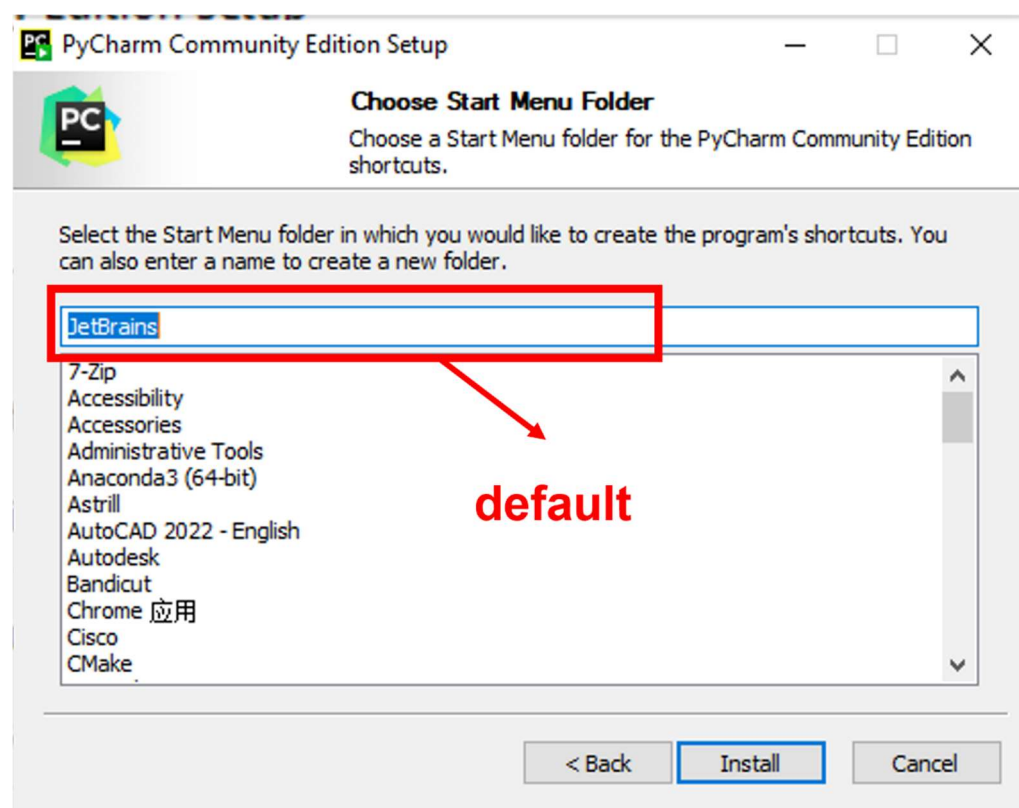 PyCharm Community Edition Setup
PC
Choose Start Menu Folder
Choose a Start Menu folder for the PyCharm Community Edition
shortcuts.
Select the Start Menu folder in which you would like to create the program's shortcuts. You
can also enter a name to create a new folder.
JetBrains
7-Zip
Accessibility
Accessories
Administrative Tools
Anaconda3 (64-bit)
Astrill
AutoCAD 2022 - English
Autodesk
Bandicut
Chrome 应用
Cisco
CMake
default
< Back
Install
Cancel